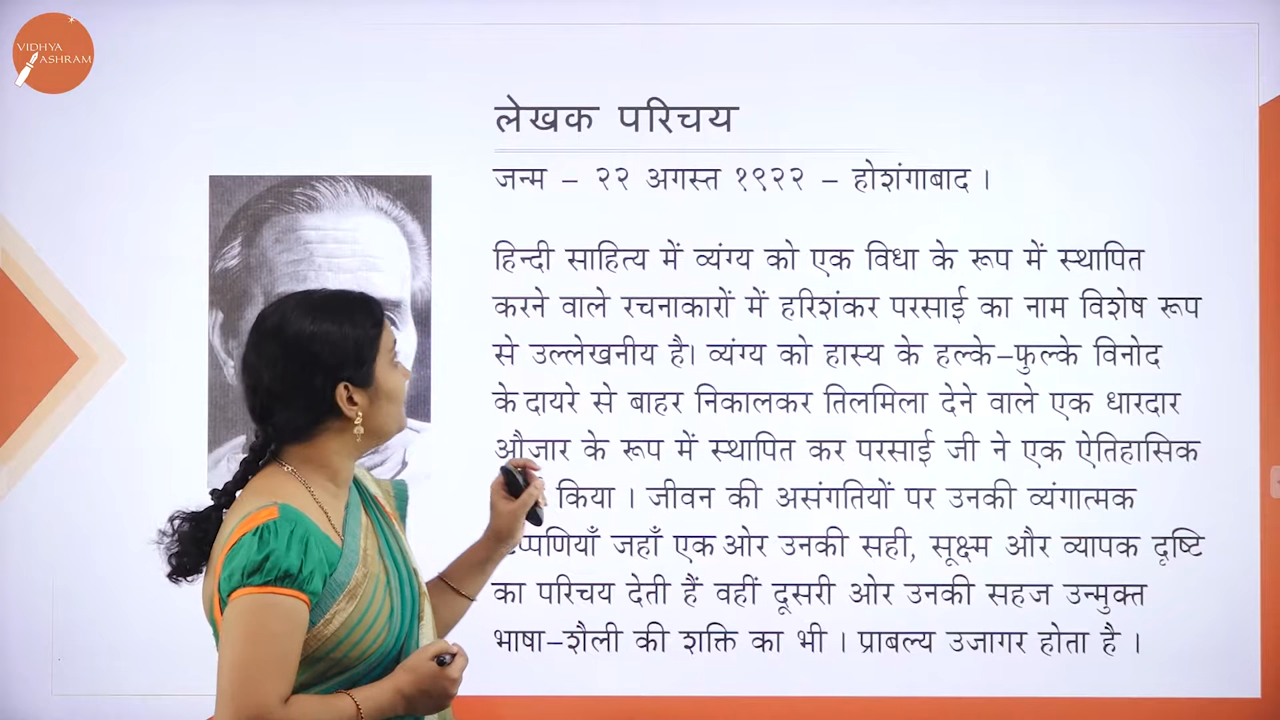 VIDHYA
ASHRAM
लेखक परिचय
जन्म – २२ अगस्त १९२२ – होशंगाबाद ।
हिन्दी साहित्य में व्यंग्य को एक विधा के रूप में स्थापित
करने वाले रचनाकारों में हरिशंकर परसाई का नाम विशेष रूप
से उल्लेखनीय है। व्यंग्य को हास्य के हल्के–फुल्के विनोद
के दायरे से बाहर निकालकर तिलमिला देने वाले एक धारदार
औजार के रूप में स्थापित कर परसाई जी ने एक ऐतिहासिक
किया । जीवन की असंगतियों पर उनकी व्यंगात्मक
जहाँ एक ओर उनकी सही, सूक्ष्म और व्यापक दृष्टि
का परिचय देती हैं वहीं दूसरी ओर उनकी सहज उन्मुक्त
भाषा–शैली की शक्ति का भी । प्राबल्य उजागर होता है ।